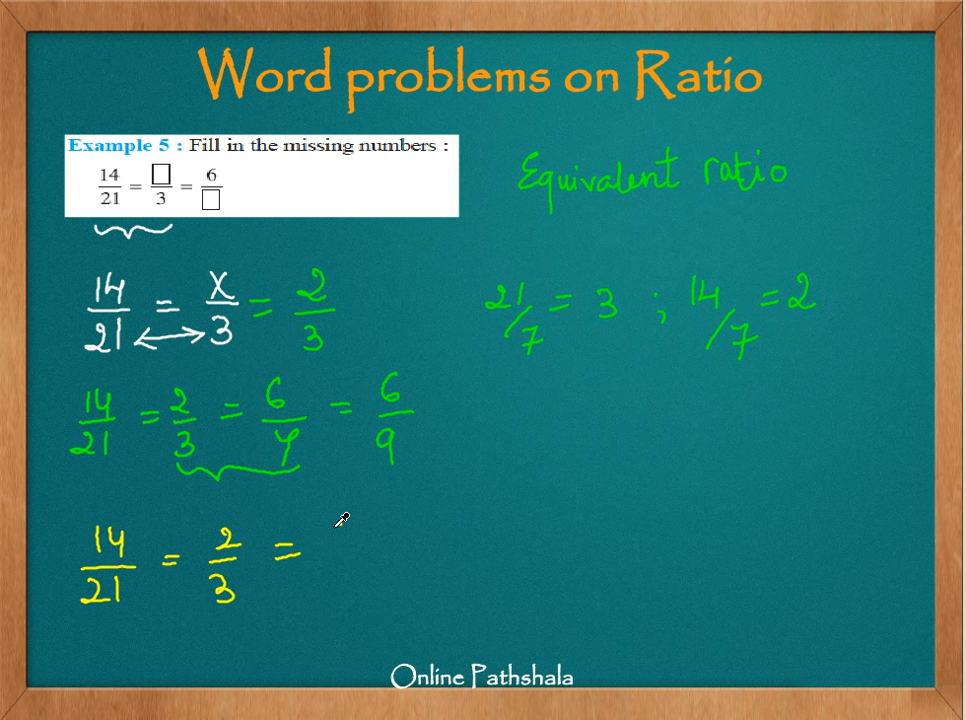 Word problems on Ratio
Example 5 : Fill in the missing numbers :
14/21 = □/3 = 6/□
Equivalent ratio
14/21 = x/3 = 2/3
21/7 = 3 ; 14/7 = 2
14/21 = 2/3 = 6/y = 6/9
14/21 = 2/3 =
Online Pathshala